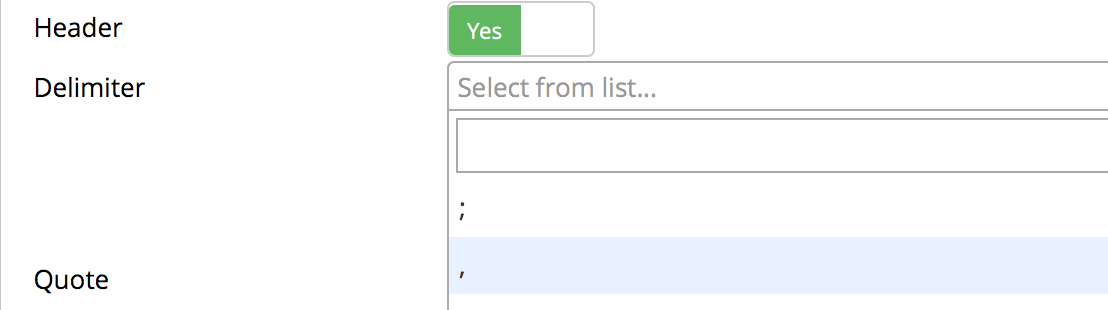 Header Yes
Delimiter Select from list...
;
,
Quote